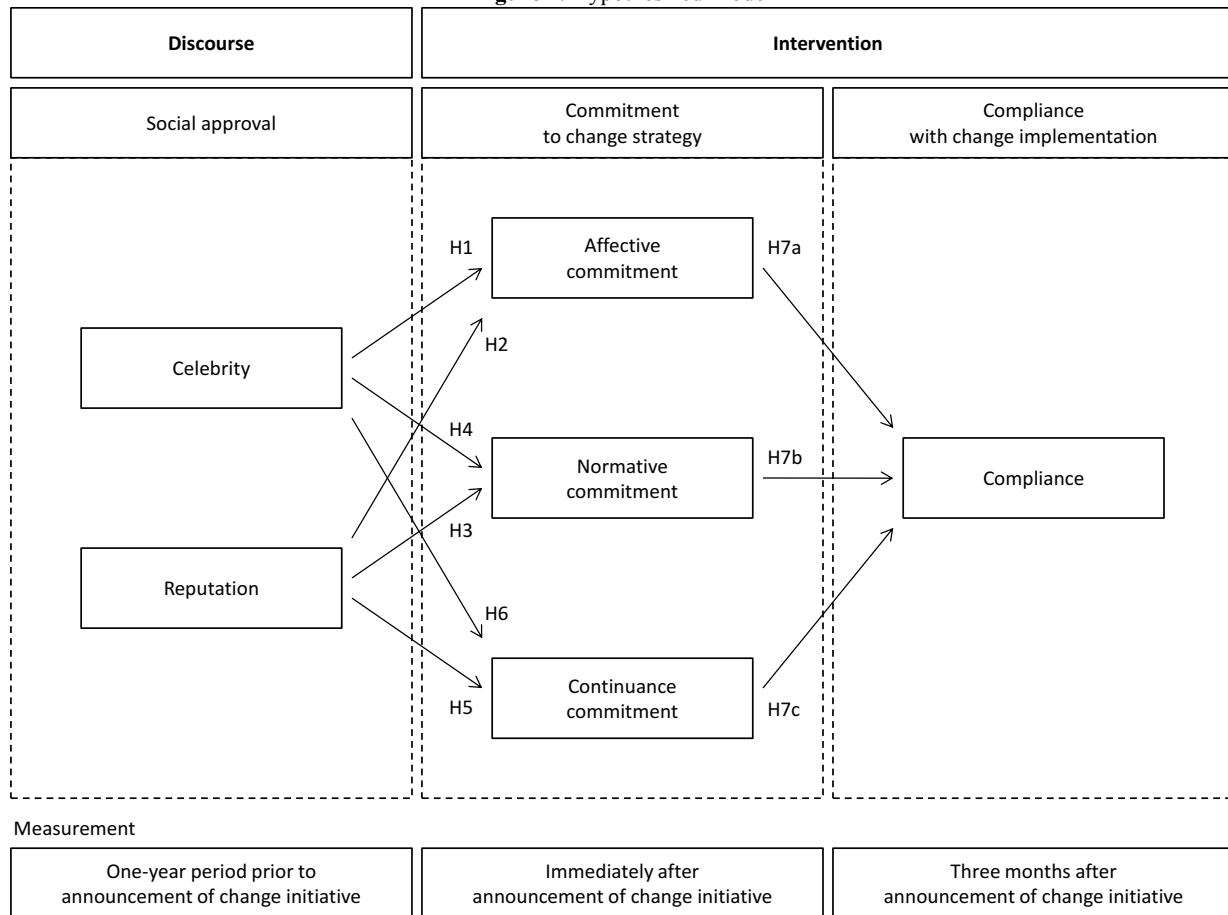 Discourse
Intervention
Social approval
Commitment
to change strategy
Compliance
with change implementation
H1
Affective
commitment
H7a
Celebrity
H2
H4
Normative
commitment
H7b
Compliance
H3
Reputation
H6
Continuance
commitment
H5
H7c
Measurement
One-year period prior to
announcement of change initiative
Immediately after
announcement of change initiative
Three months after
announcement of change initiative